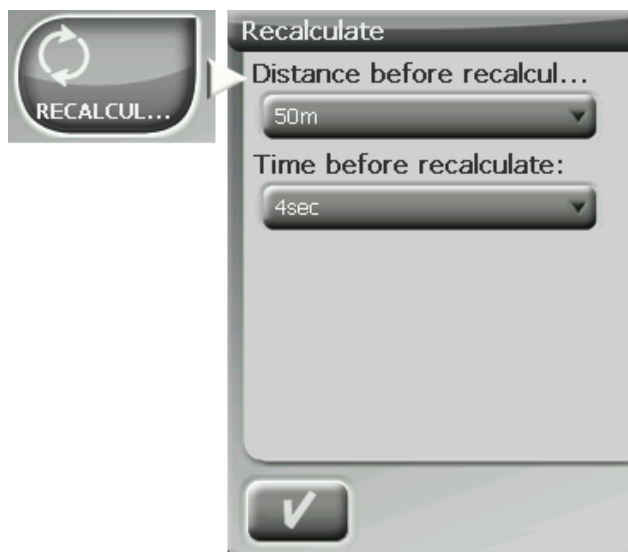 RECALCUL...
Recalculate
Distance before recalcul...
50m
Time before recalculate:
4sec